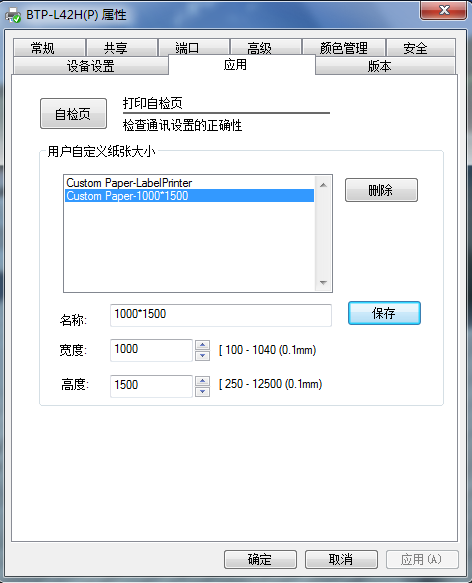 BTP-L42H(P) 属性
常规
共享
端口
高级
颜色管理
安全
设备设置
应用
版本
自检页
打印自检页
检查通讯设置的正确性
用户自定义纸张大小
Custom Paper-LabelPrinter
Custom Paper-1000*1500
删除
名称:
1000*1500
保存
宽度:
1000
[ 100 - 1040 (0.1mm)
高度:
1500
[ 250 - 12500 (0.1mm)
确定
取消
应用(A)